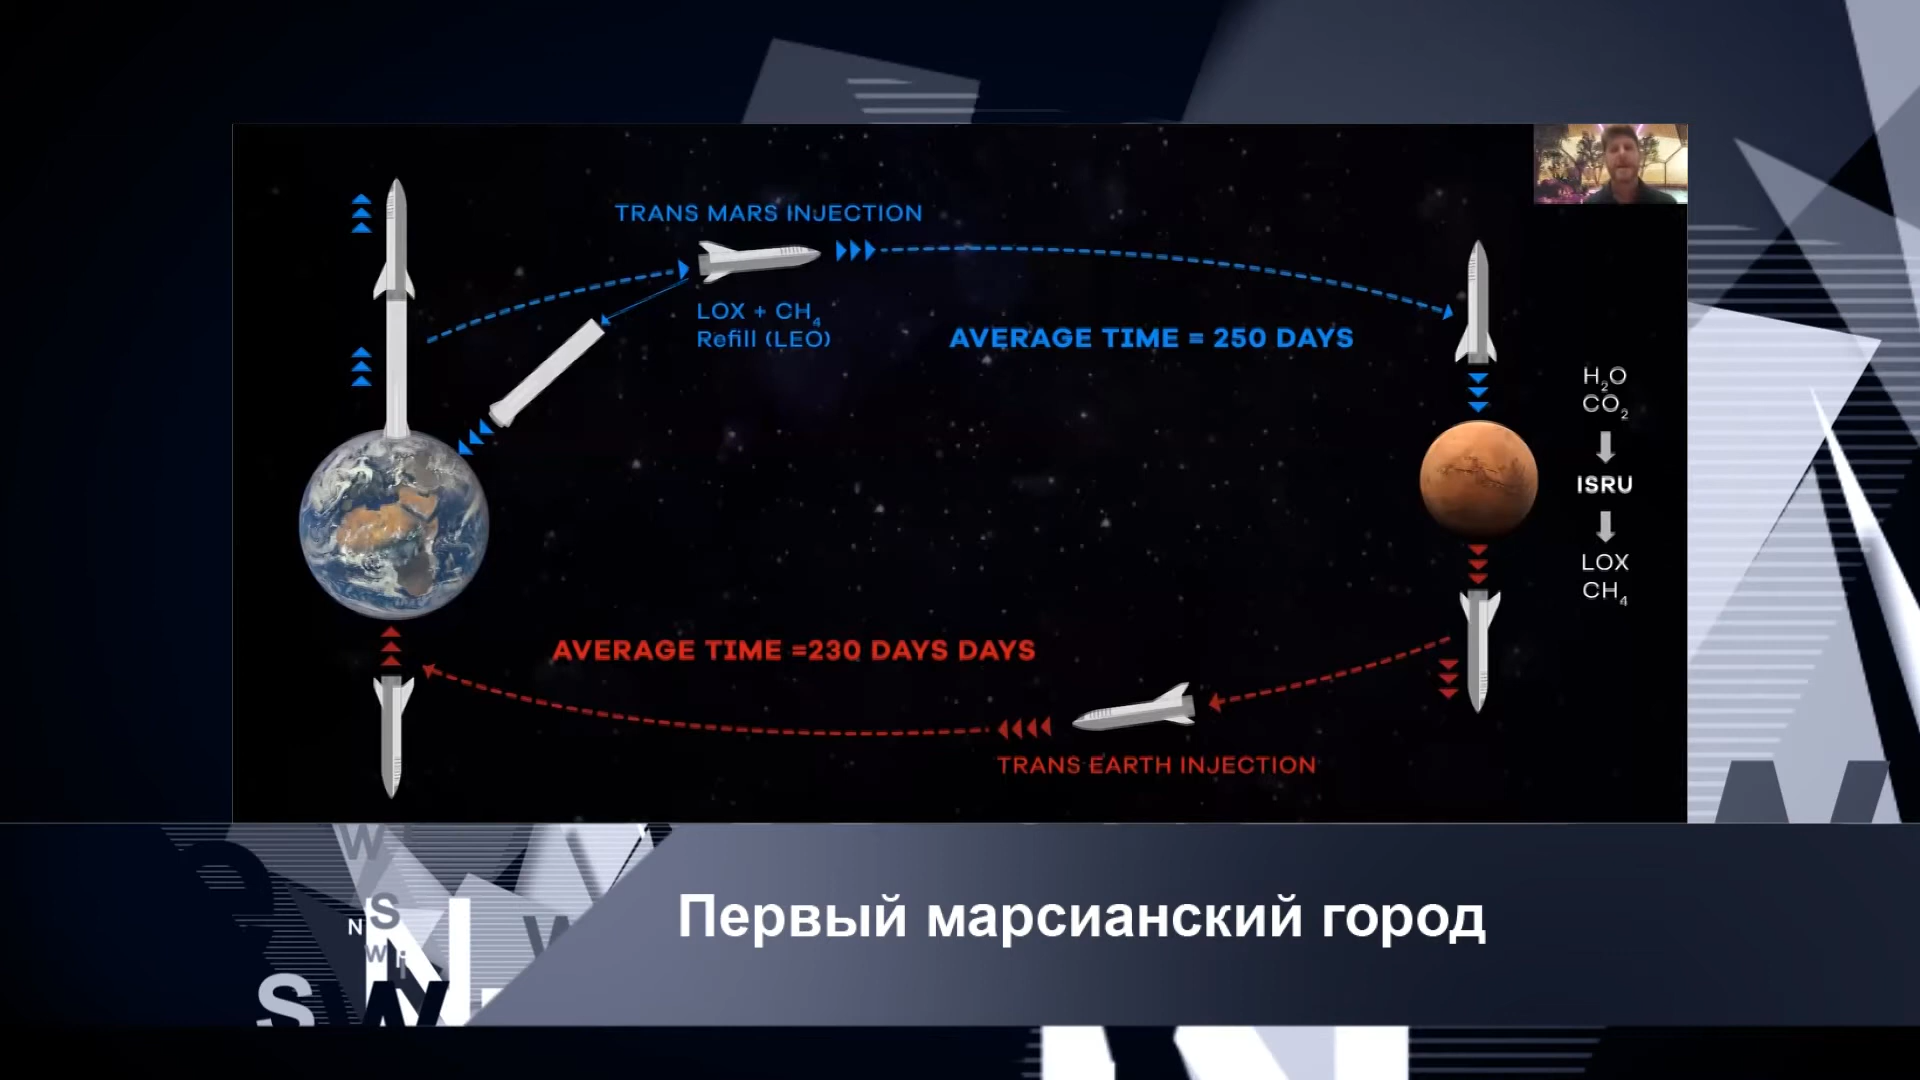 TRANS MARS INJECTION
LOX + CH₄
Refill (LEO)
AVERAGE TIME = 250 DAYS
H₂O
CO₂
ISRU
LOX
CH₄
AVERAGE TIME =230 DAYS DAYS
TRANS EARTH INJECTION
Первый марсианский город